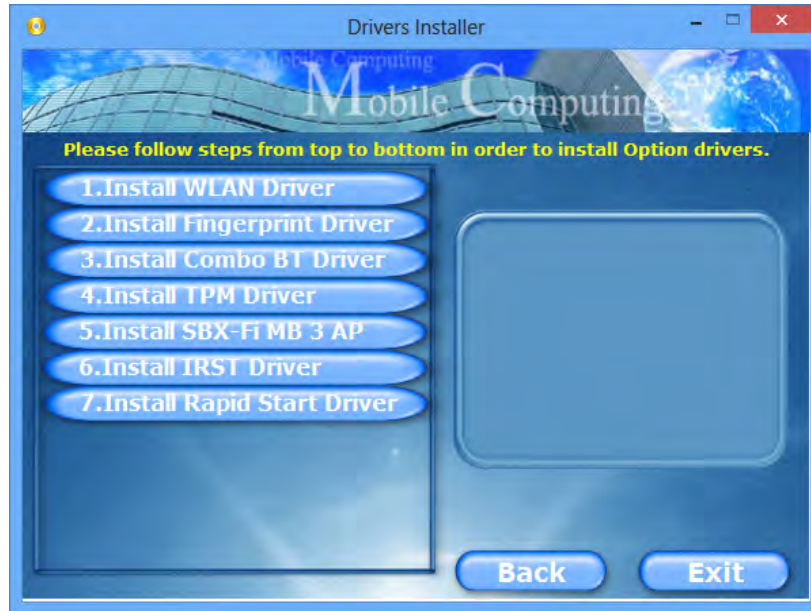 Drivers Installer
Mobile Computing
Mobile Computing
Please follow steps from top to bottom in order to install Option drivers.
1.Install WLAN Driver
2.Install Fingerprint Driver
3.Install Combo BT Driver
4.Install TPM Driver
5.Install SBX-Fi MB 3 AP
6.Install IRST Driver
7.Install Rapid Start Driver
Back
Exit